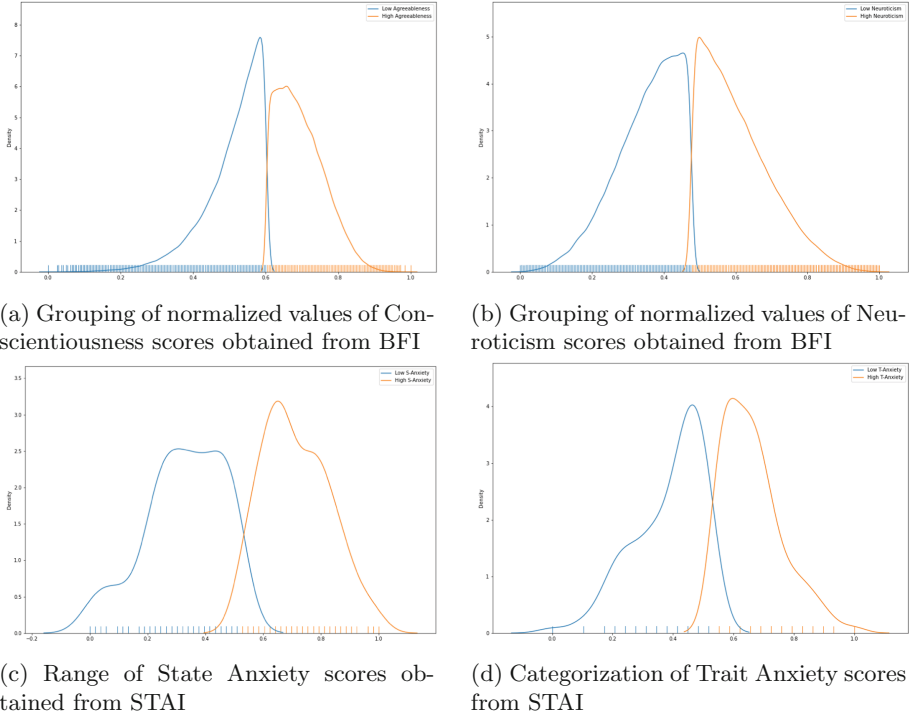 Low Agreeableness
High Agreeableness
8
7
6
5
4
3
2
1
0
Density
0.0 0.2 0.4 0.6 0.8 1.0
Low Neuroticism
High Neuroticism
5
4
3
2
1
0
Density
0.0 0.2 0.4 0.6 0.8 1.0
(a) Grouping of normalized values of Con-
scientiousness scores obtained from BFI
(b) Grouping of normalized values of Neu-
roticism scores obtained from BFI
Low S-Anxiety
High S-Anxiety
3.5
3.0
2.5
2.0
1.5
1.0
0.5
0.0
Density
−0.2 0.0 0.2 0.4 0.6 0.8 1.0
Low T-Anxiety
High T-Anxiety
4
3
2
1
0
Density
0.0 0.2 0.4 0.6 0.8 1.0
(c) Range of State Anxiety scores ob-
tained from STAI
(d) Categorization of Trait Anxiety scores
from STAI